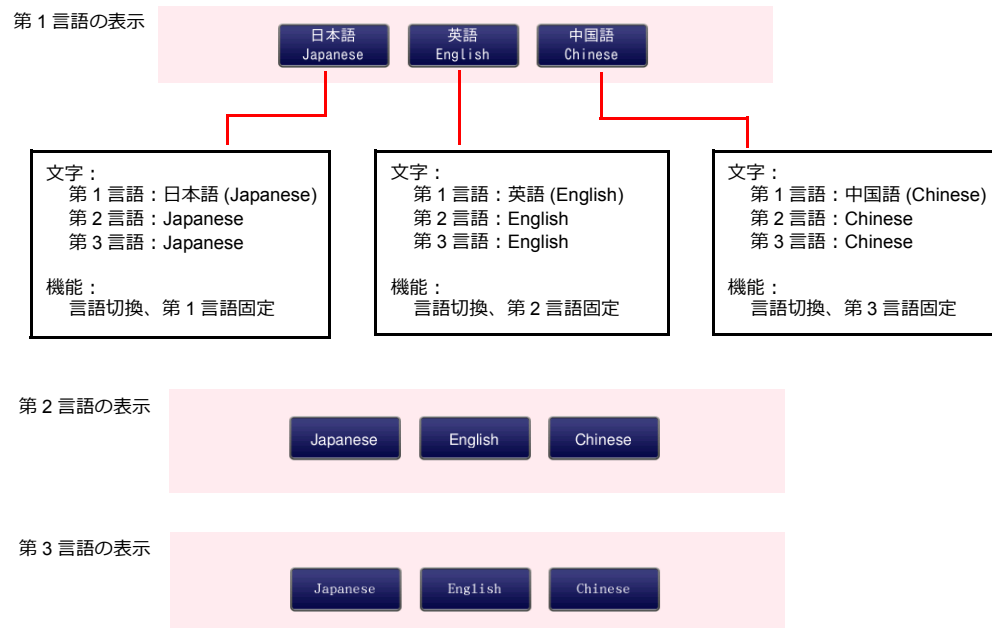 第 1 言語の表示
日本語
Japanese
英語
English
中国語
Chinese
文字：
第 1 言語：日本語 (Japanese)
第 2 言語：Japanese
第 3 言語：Japanese
機能：
言語切換、第 1 言語固定
文字：
第 1 言語：英語 (English)
第 2 言語：English
第 3 言語：English
機能：
言語切換、第 2 言語固定
文字：
第 1 言語：中国語 (Chinese)
第 2 言語：Chinese
第 3 言語：Chinese
機能：
言語切換、第 3 言語固定
第 2 言語の表示
Japanese
English
Chinese
第 3 言語の表示
Japanese
English
Chinese